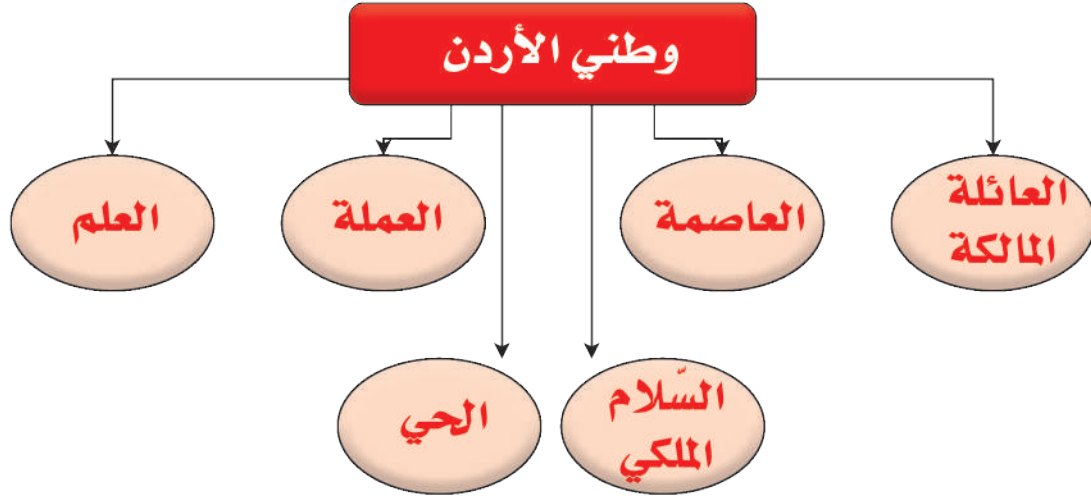 وطني الأردن
العائلة
المالكة
العاصمة
العملة
العلم
السّلام
الملكي
الحي